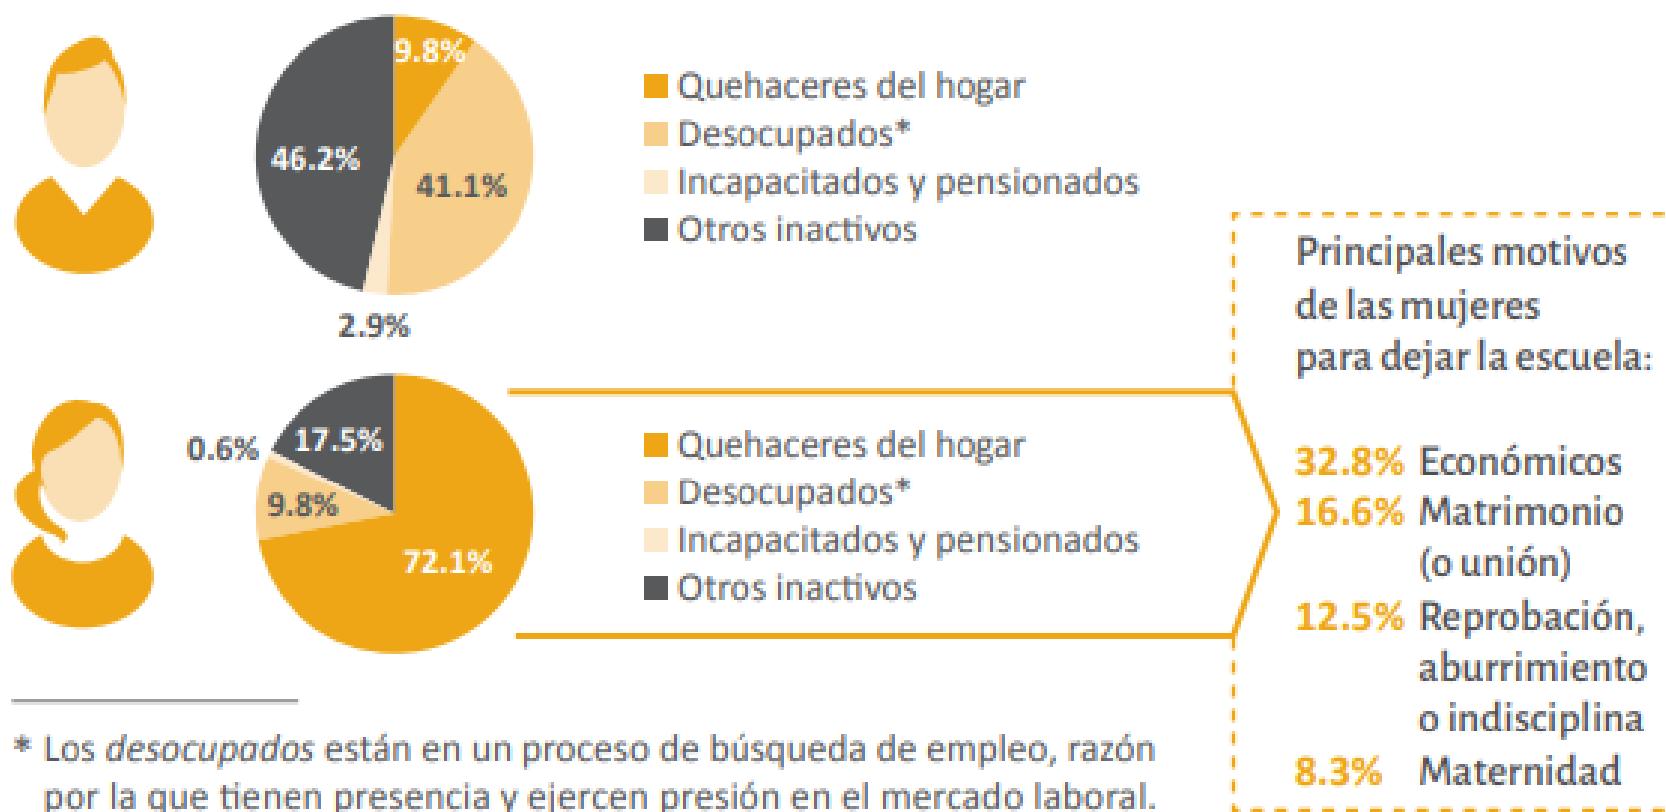 9.8%
46.2%
41.1%
2.9%
Quehaceres del hogar
Desocupados*
Incapacitados y pensionados
Otros inactivos
0.6%
17.5%
9.8%
72.1%
Quehaceres del hogar
Desocupados*
Incapacitados y pensionados
Otros inactivos
Principales motivos
de las mujeres
para dejar la escuela:
32.8% Económicos
16.6% Matrimonio
(o unión)
12.5% Reprobación,
aburrimiento
o indisciplina
8.3% Maternidad
* Los desocupados están en un proceso de búsqueda de empleo, razón
por la que tienen presencia y ejercen presión en el mercado laboral.